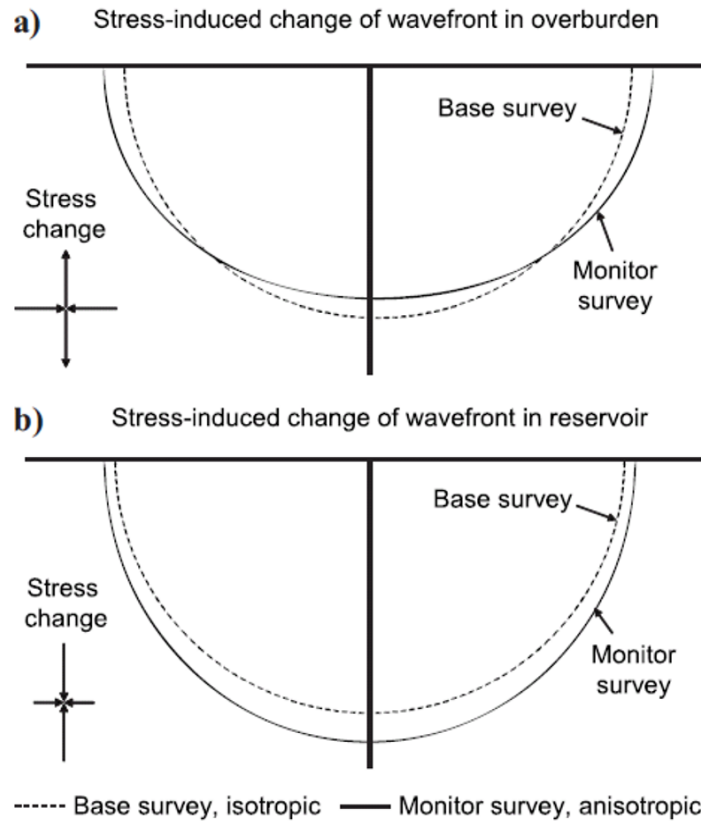 a) Stress-induced change of wavefront in overburden
Base survey
Stress
change
Monitor
survey
b) Stress-induced change of wavefront in reservoir
Base survey
Stress
change
Monitor
survey
Base survey, isotropic Monitor survey, anisotropic